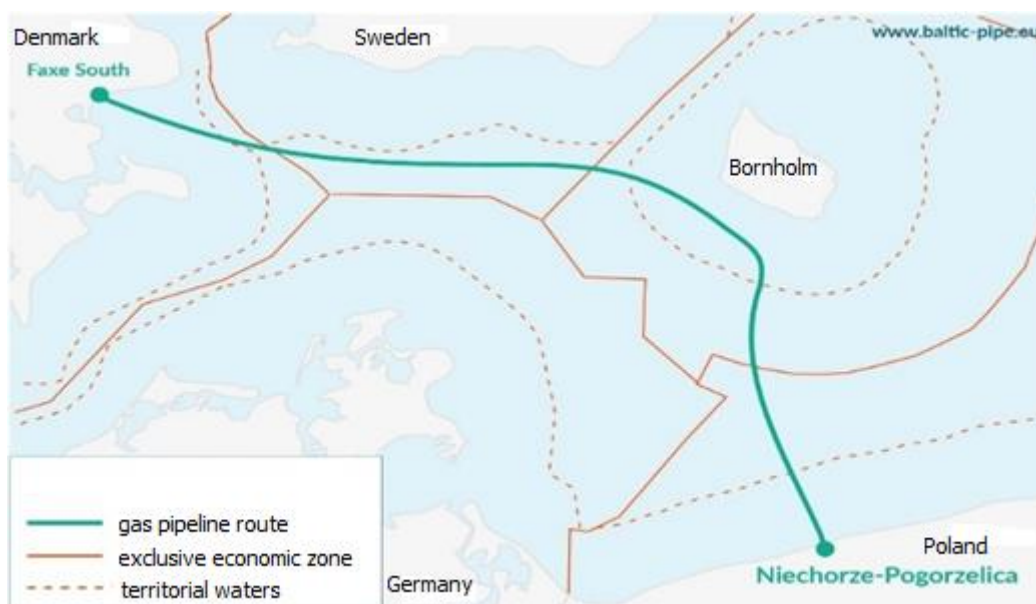 Denmark
Sweden
www.baltic-pipe.eu
Faxe South
Bornholm
gas pipeline route
exclusive economic zone
territorial waters
Germany
Poland
Niechorze-Pogorzelica